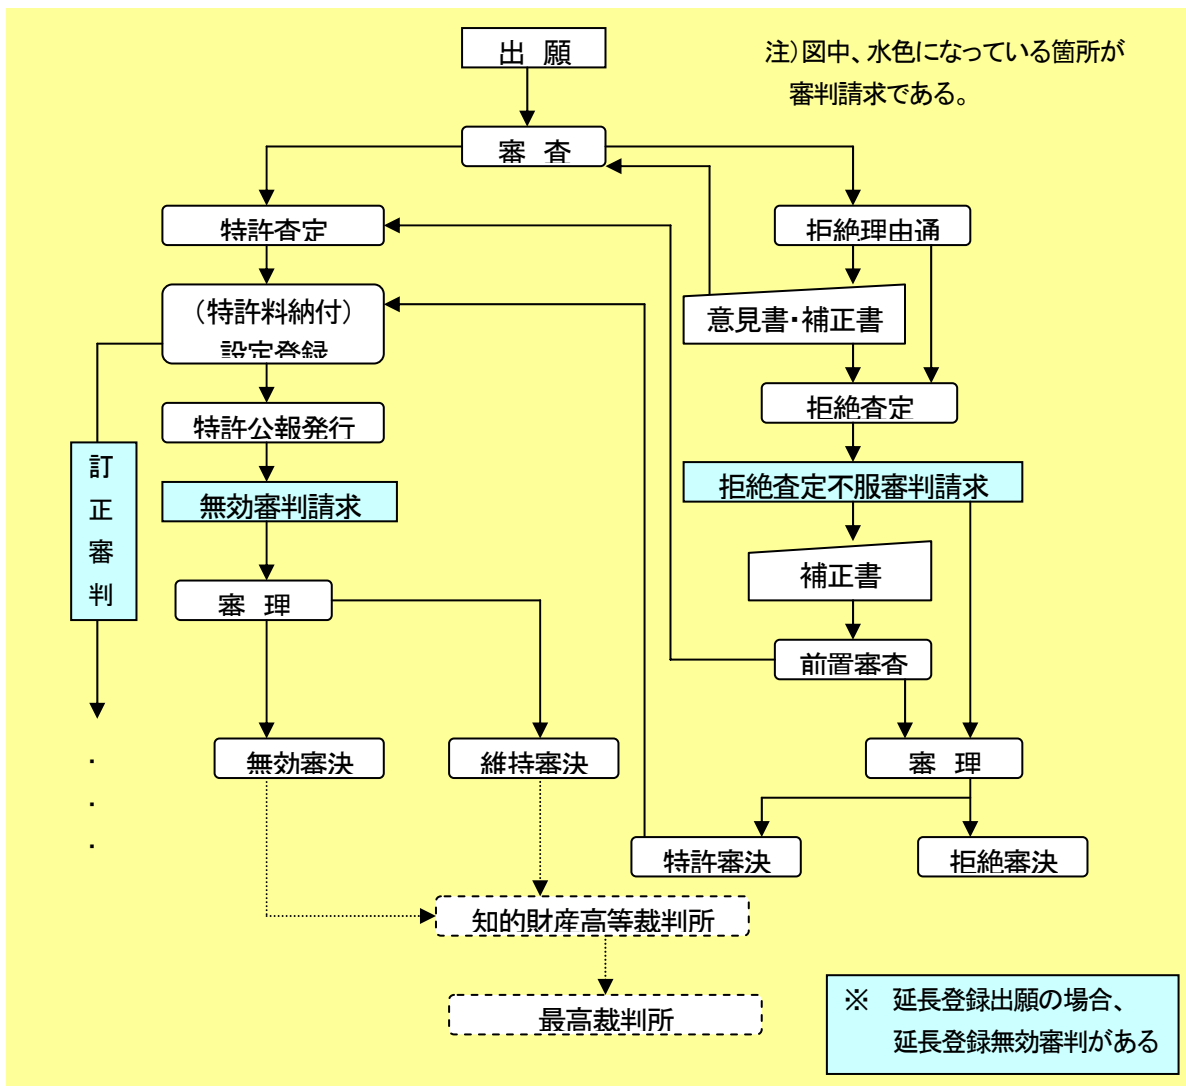 出 願
注）図中、水色になっている箇所が
審判請求である。
審 査
特許査定
拒絶理由通
（特許料納付）
設定登録
意見書・補正書
拒絶査定
特許公報発行
訂正審判
無効審判請求
拒絶査定不服審判請求
補正書
審 理
前置審査
無効審決
維持審決
審 理
・
・
・
特許審決
拒絶審決
知的財産高等裁判所
最高裁判所
※ 延長登録出願の場合、
延長登録無効審判がある